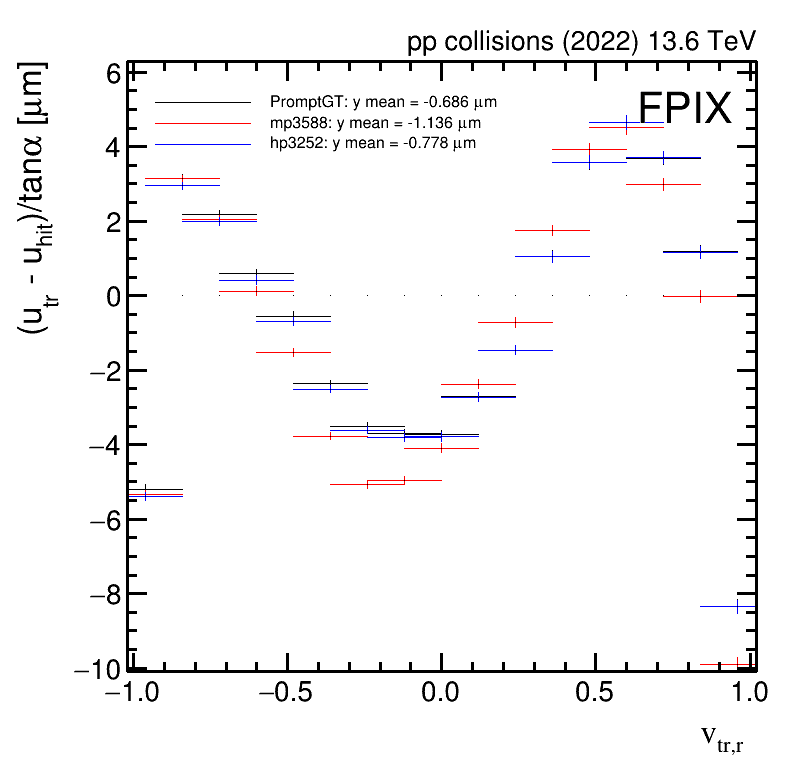 pp collisions (2022) 13.6 TeV
(u_tr - u_hit)/tanα [μm]
FPIX
PromptGT: y mean = -0.686 μm
mp3588: y mean = -1.136 μm
hp3252: y mean = -0.778 μm
6
4
2
0
−2
−4
−6
−8
−10
−1.0 −0.5 0.0 0.5 1.0
v_tr,r